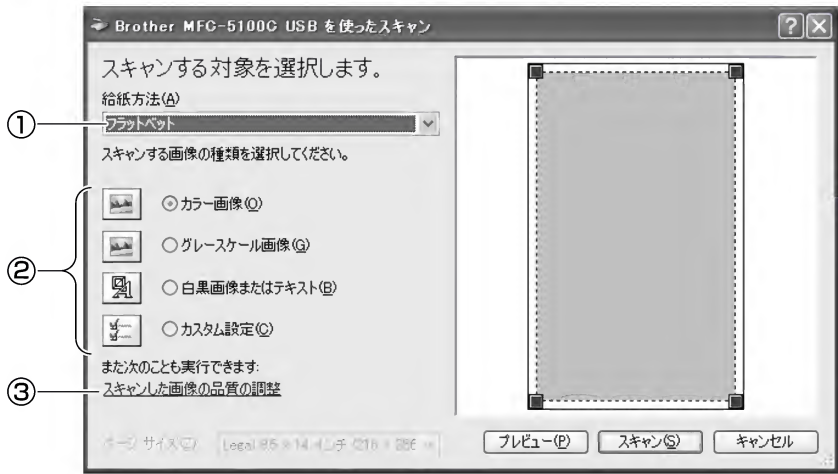 Brother MFC-5100C USB を使ったスキャン
スキャンする対象を選択します。
給紙方法(A)
①
フラットベット
スキャンする画像の種類を選択してください。
②
カラー画像(O)
グレースケール画像(G)
白黒画像またはテキスト(B)
カスタム設定(C)
また次のことも実行できます:
③
スキャンした画像の品質の調整
ページ サイズ(Z)
プレビュー(P)
スキャン(S)
キャンセル